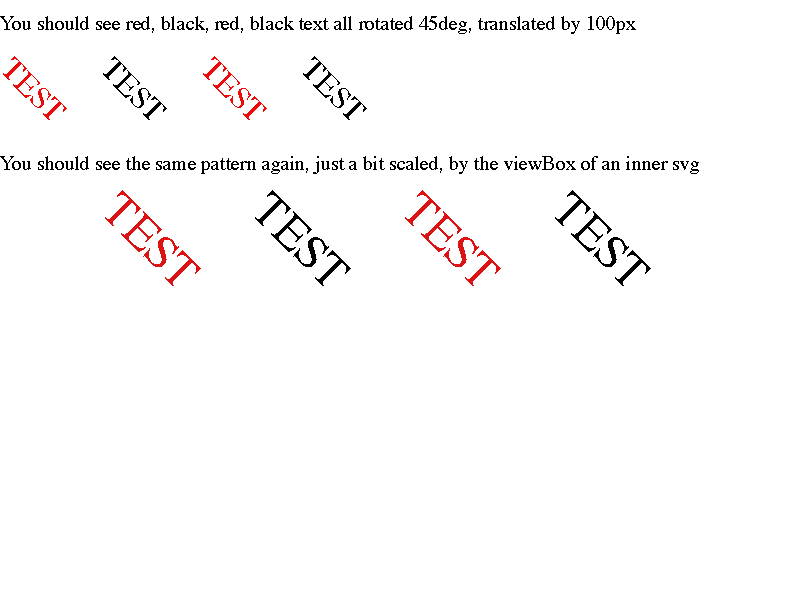 You should see red, black, red, black text all rotated 45deg, translated by 100px
TEST TEST TEST TEST
You should see the same pattern again, just a bit scaled, by the viewBox of an inner svg
TEST TEST TEST TEST